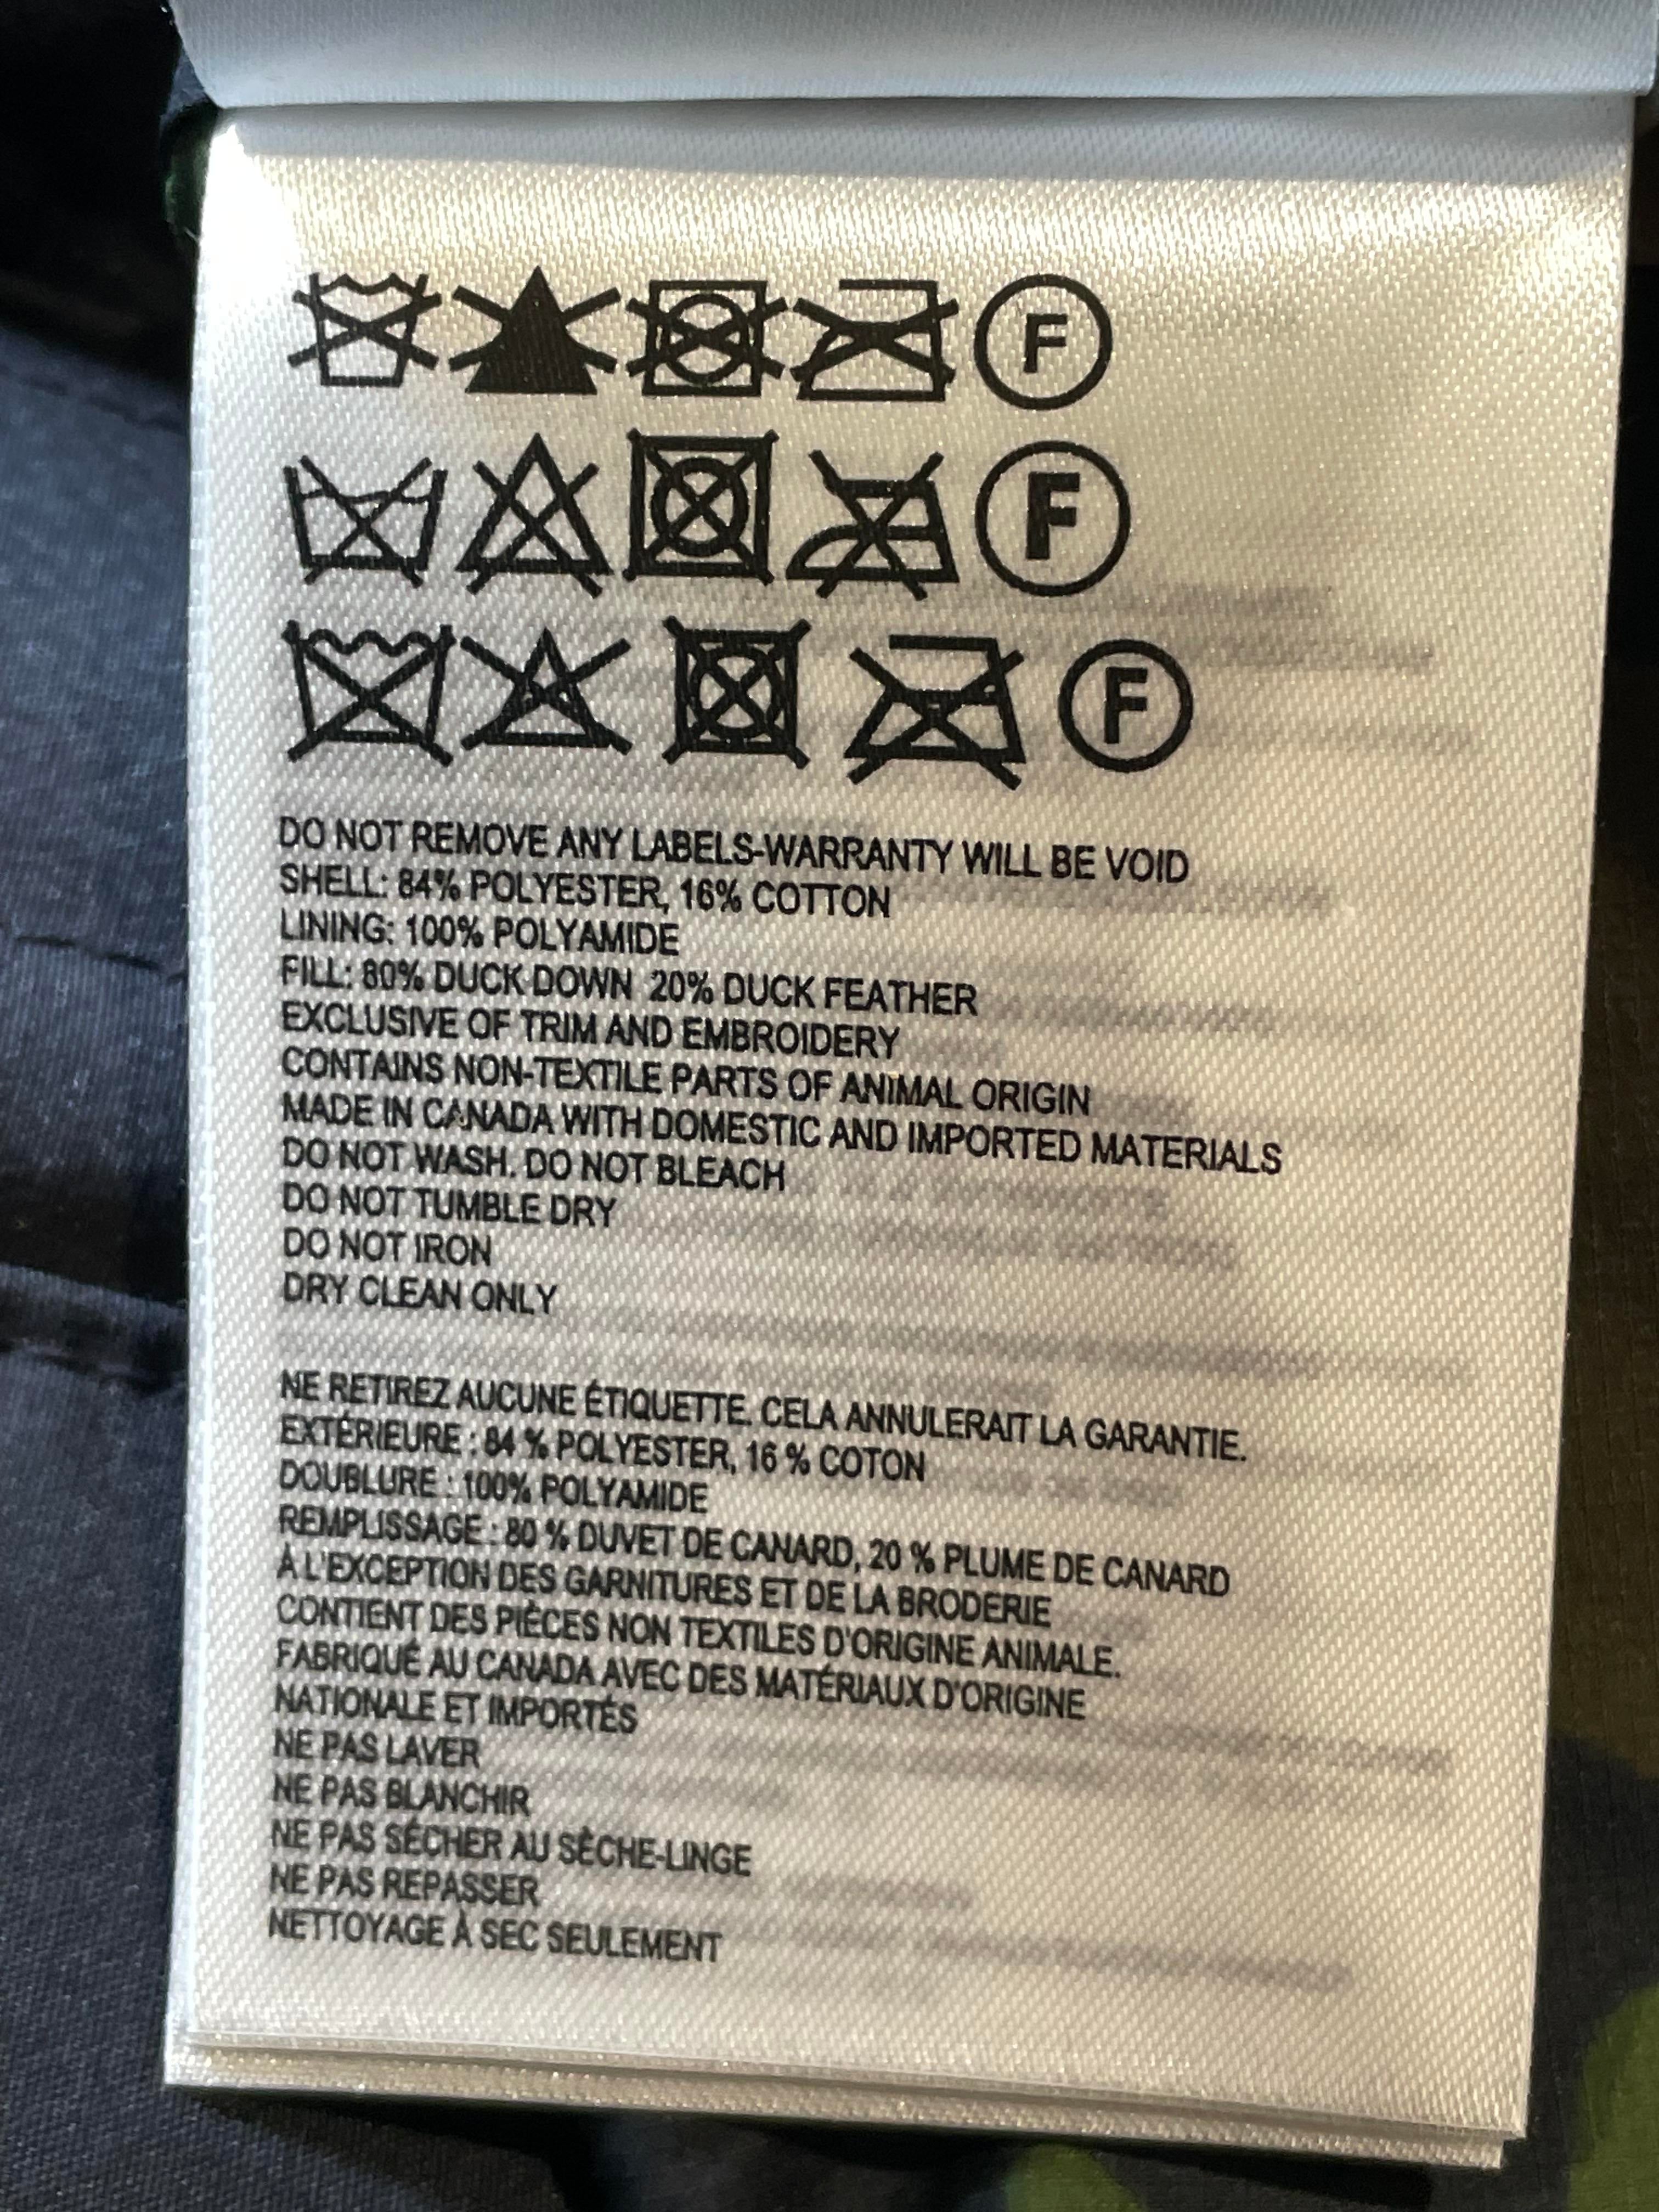 F
F
F
DO NOT REMOVE ANY LABELS-WARRANTY WILL BE VOID
SHELL: 84% POLYESTER, 16% COTTON
LINING: 100% POLYAMIDE
FILL: 80% DUCK DOWN 20% DUCK FEATHER
EXCLUSIVE OF TRIM AND EMBROIDERY
CONTAINS NON-TEXTILE PARTS OF ANIMAL ORIGIN
MADE IN CANADA WITH DOMESTIC AND IMPORTED MATERIALS
DO NOT WASH. DO NOT BLEACH
DO NOT TUMBLE DRY
DO NOT IRON
DRY CLEAN ONLY
NE RETIREZ AUCUNE ÉTIQUETTE. CELA ANNULERAIT LA GARANTIE.
EXTÉRIEURE : 84 % POLYESTER, 16 % COTON
DOUBLURE : 100% POLYAMIDE
REMPLISSAGE : 80 % DUVET DE CANARD, 20 % PLUME DE CANARD
À L'EXCEPTION DES GARNITURES ET DE LA BRODERIE
CONTIENT DES PIÈCES NON TEXTILES D'ORIGINE ANIMALE.
FABRIQUÉ AU CANADA AVEC DES MATÉRIAUX D'ORIGINE
NATIONALE ET IMPORTÉS
NE PAS LAVER
NE PAS BLANCHIR
NE PAS SÉCHER AU SÈCHE-LINGE
NE PAS REPASSER
NETTOYAGE À SEC SEULEMENT